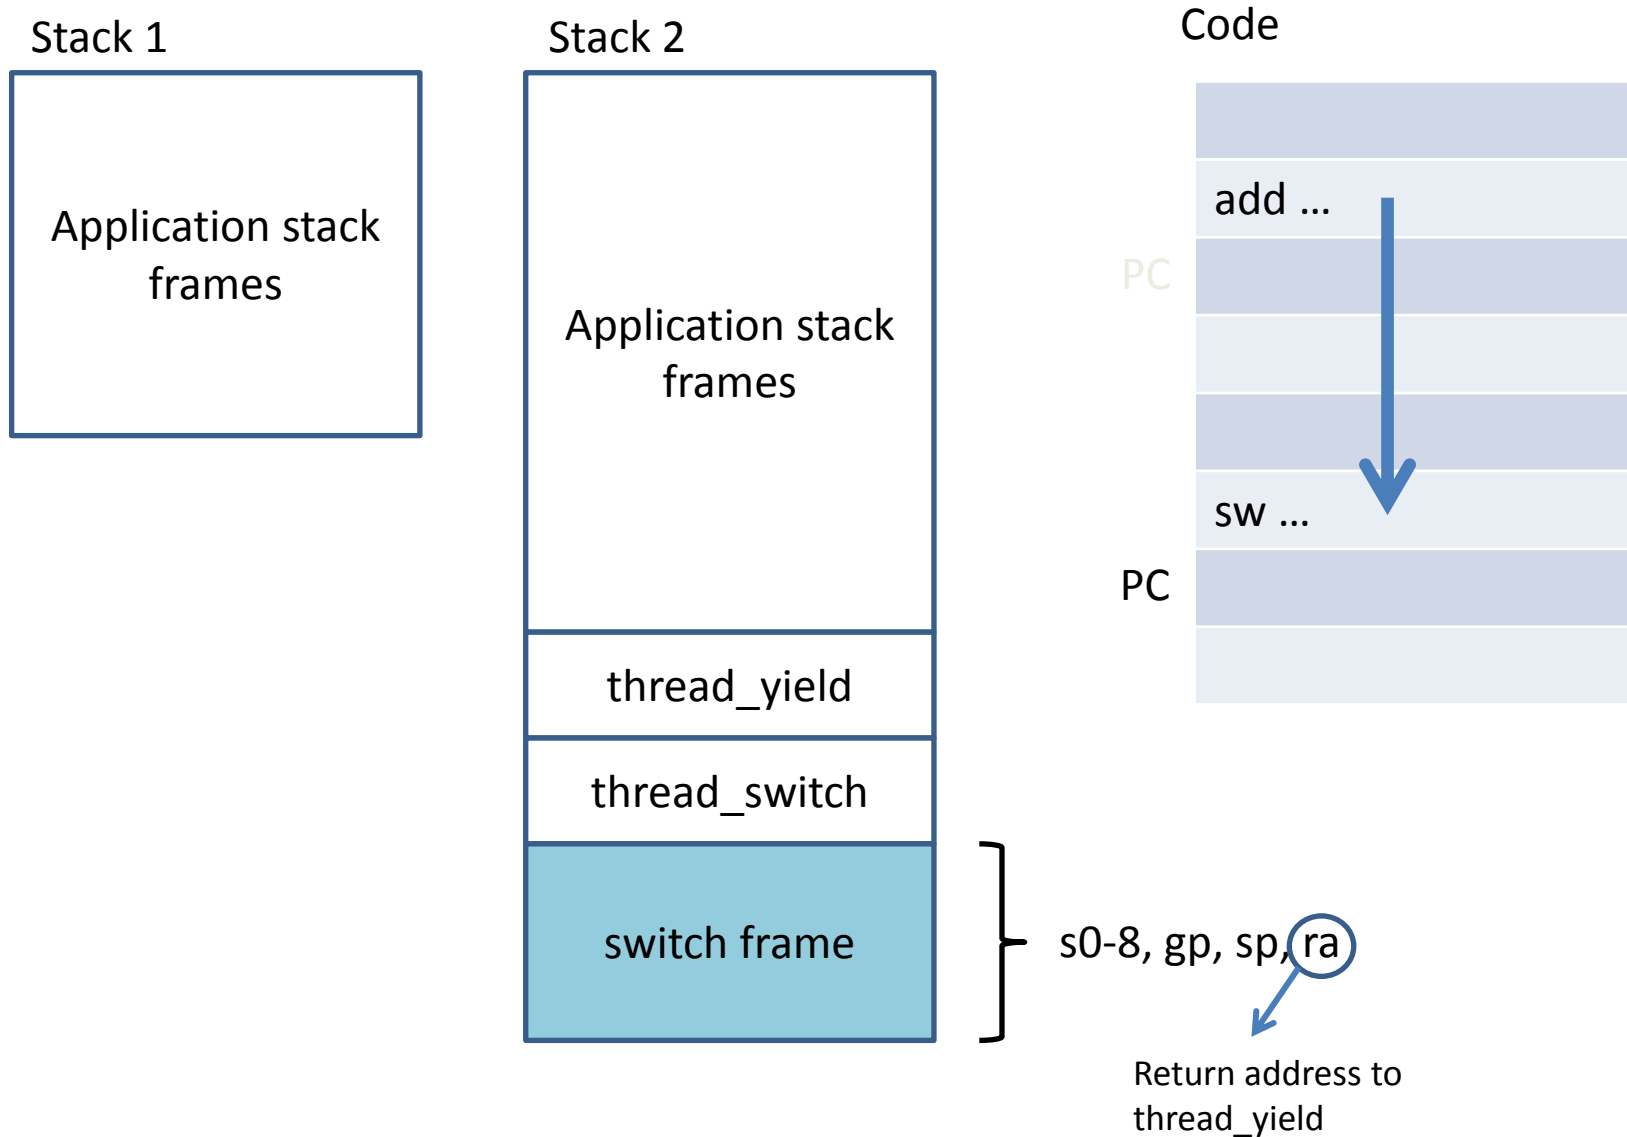 Stack 1
Application stack
frames
Stack 2
Application stack
frames
thread_yield
thread_switch
switch frame
s0-8, gp, sp, ra
Return address to
thread_yield
Code
add ...
PC
sw ...
PC